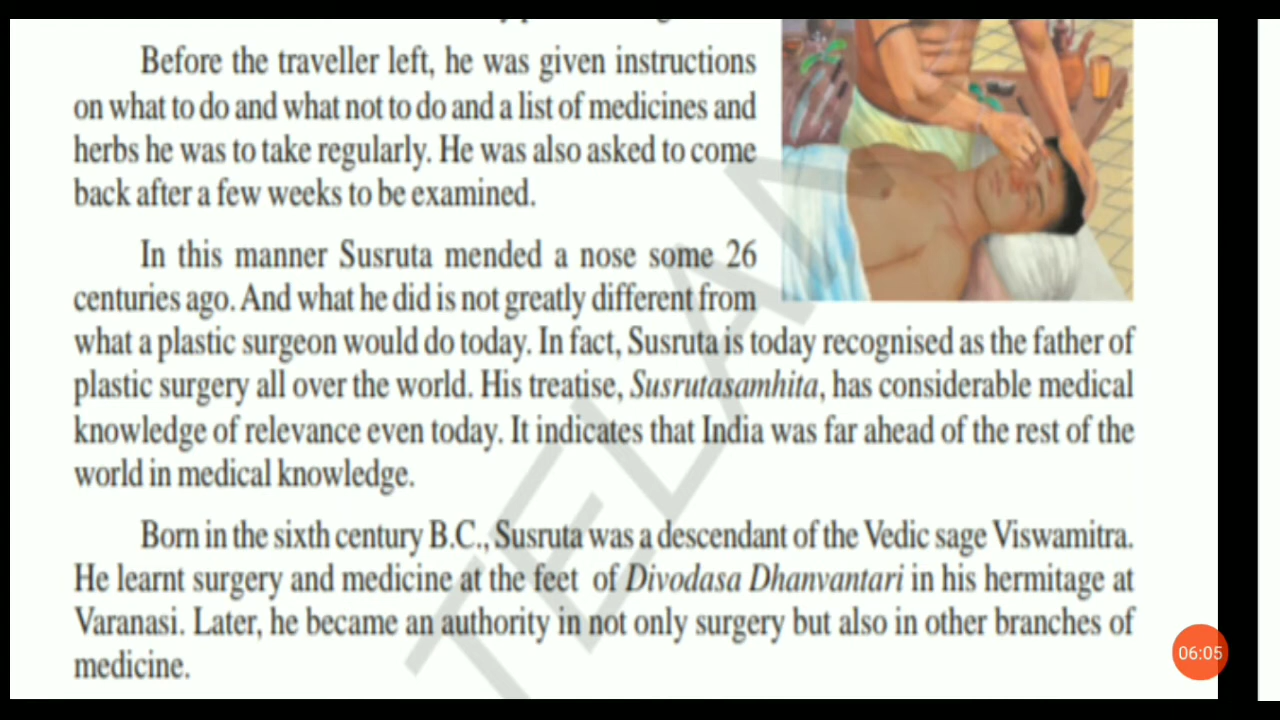 Before the traveller left, he was given instructions
on what to do and what not to do and a list of medicines and
herbs he was to take regularly. He was also asked to come
back after a few weeks to be examined.
In this manner Susruta mended a nose some 26
centuries ago. And what he did is not greatly different from
what a plastic surgeon would do today. In fact, Susruta is today recognised as the father of
plastic surgery all over the world. His treatise, Susrutasamhita, has considerable medical
knowledge of relevance even today. It indicates that India was far ahead of the rest of the
world in medical knowledge.
Born in the sixth century B.C., Susruta was a descendant of the Vedic sage Viswamitra.
He learnt surgery and medicine at the feet of Divodasa Dhanvantari in his hermitage at
Varanasi. Later, he became an authority in not only surgery but also in other branches of
medicine.
TELAN
06:05